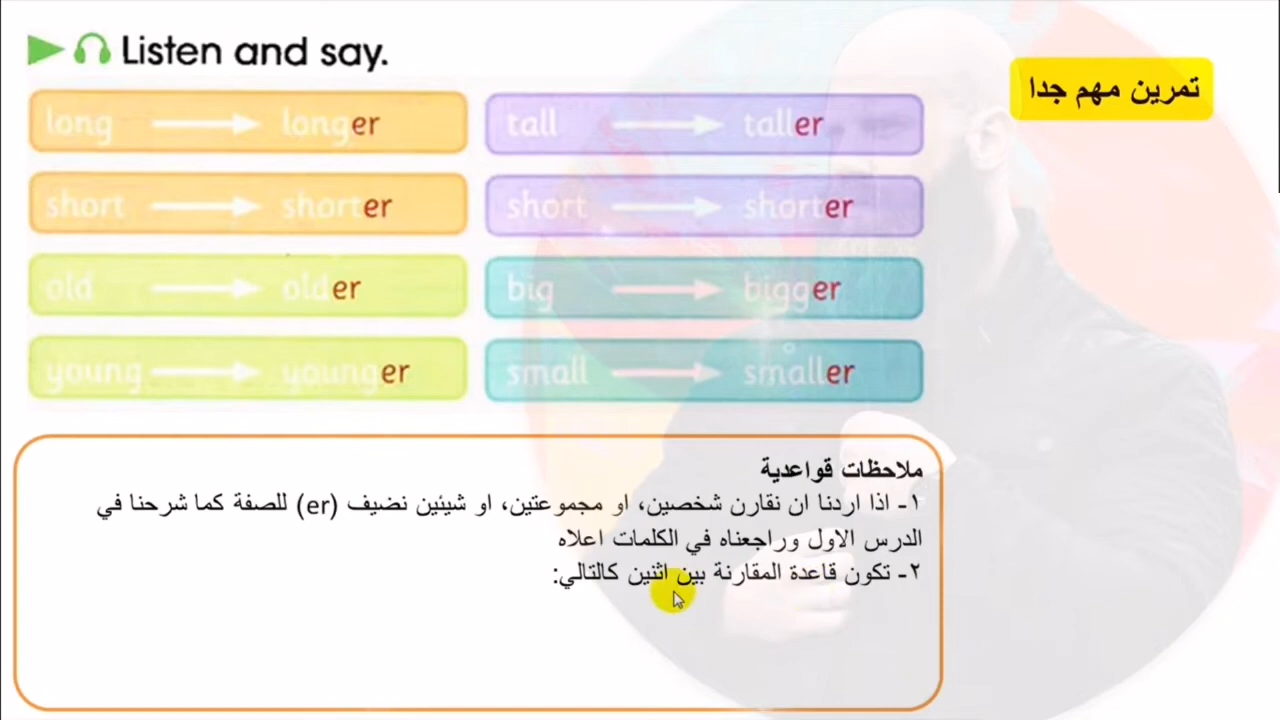 Listen and say.
تمرين مهم جدا
long longer
tall taller
short shorter
short shorter
old older
big bigger
young younger
small smaller
ملاحظات قواعدية
١- اذا اردنا ان نقارن شخصين، او مجموعتين، او شيئين نضيف (er) للصفة كما شرحنا في
الدرس الاول وراجعناه في الكلمات اعلاه
٢- تكون قاعدة المقارنة بين اثنين كالتالي: